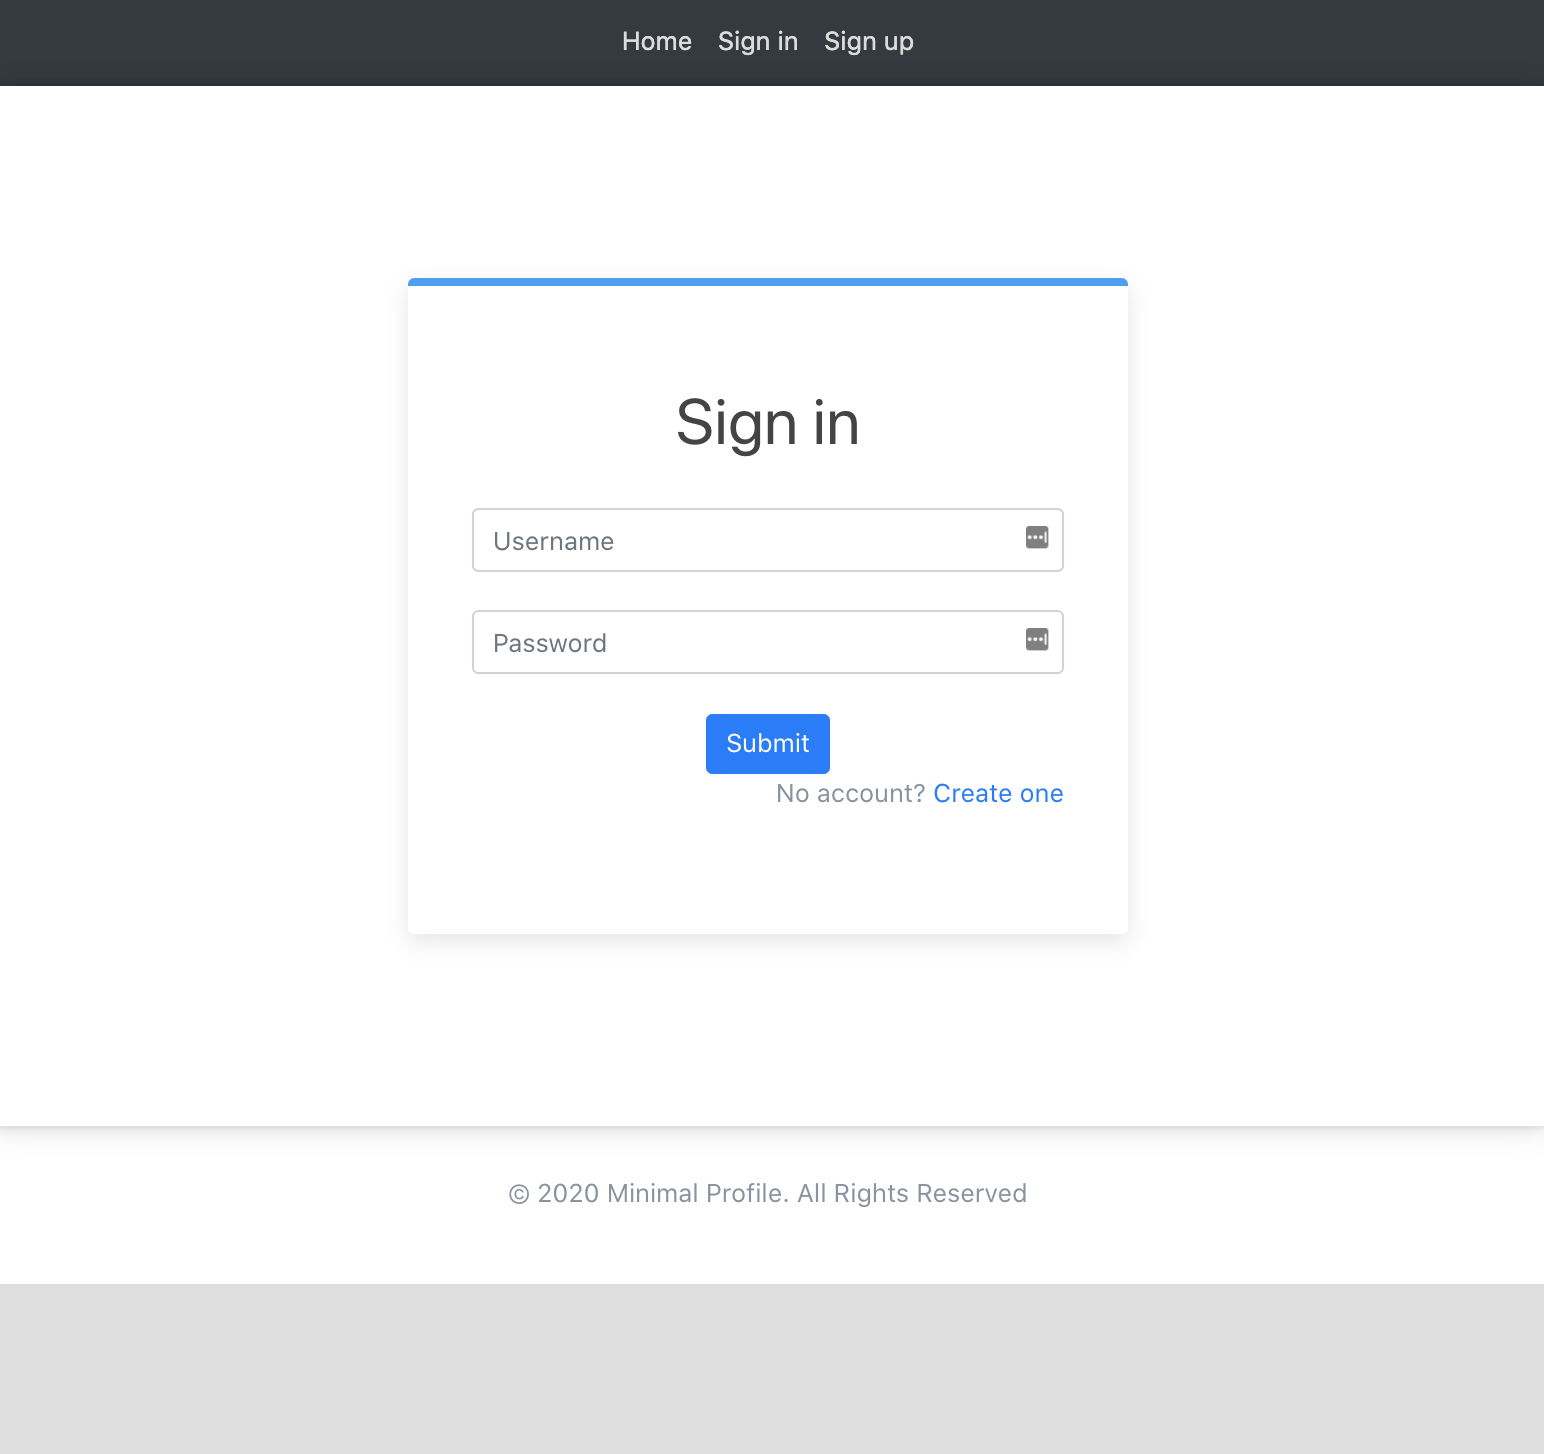 Home Sign in Sign up
Sign in
Username
Password
Submit
No account? Create one
© 2020 Minimal Profile. All Rights Reserved